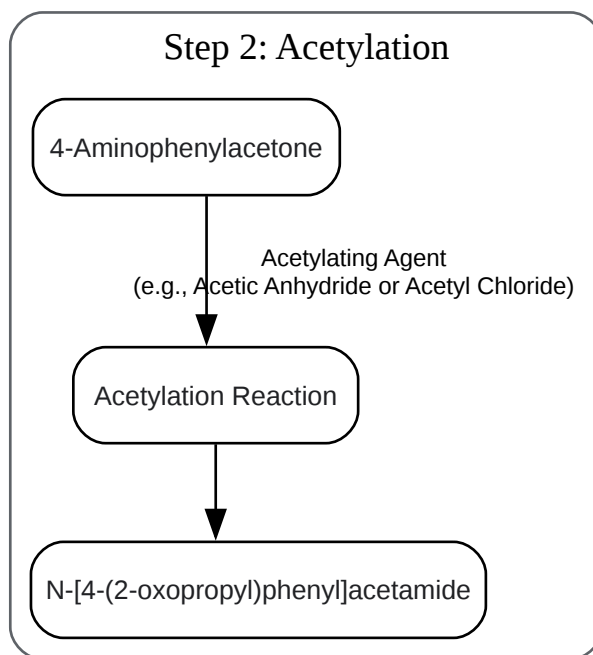 Step 2: Acetylation
4-Aminophenylacetone
Acetylating Agent
(e.g., Acetic Anhydride or Acetyl Chloride)
Acetylation Reaction
N-[4-(2-oxopropyl)phenyl]acetamide